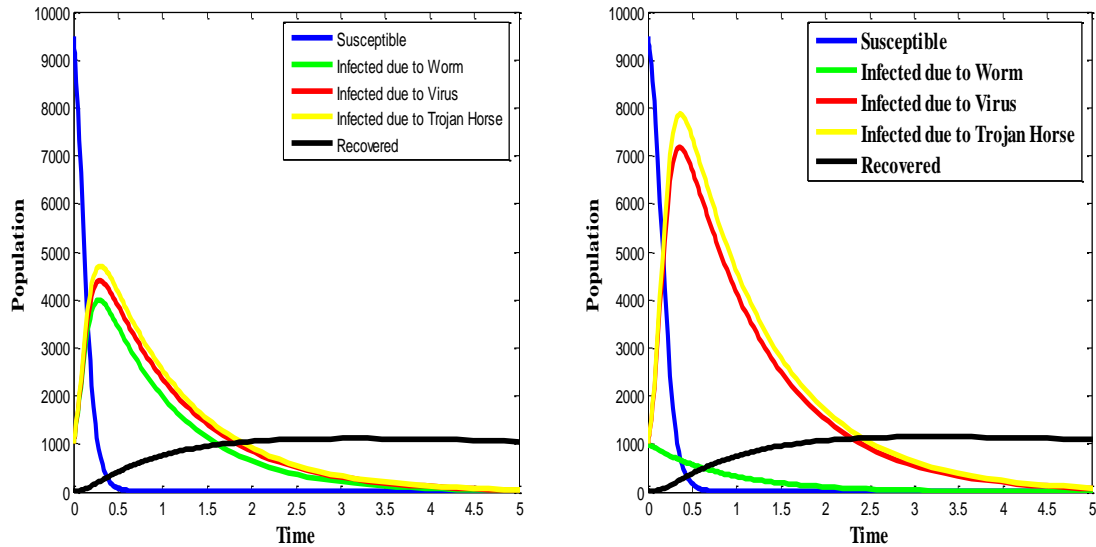 10000
9000
8000
7000
6000
5000
4000
3000
2000
1000
0
Population
0 0.5 1 1.5 2 2.5 3 3.5 4 4.5 5
Time
Susceptible
Infected due to Worm
Infected due to Virus
Infected due to Trojan Horse
Recovered
10000
9000
8000
7000
6000
5000
4000
3000
2000
1000
0
Population
0 0.5 1 1.5 2 2.5 3 3.5 4 4.5 5
Time
Susceptible
Infected due to Worm
Infected due to Virus
Infected due to Trojan Horse
Recovered